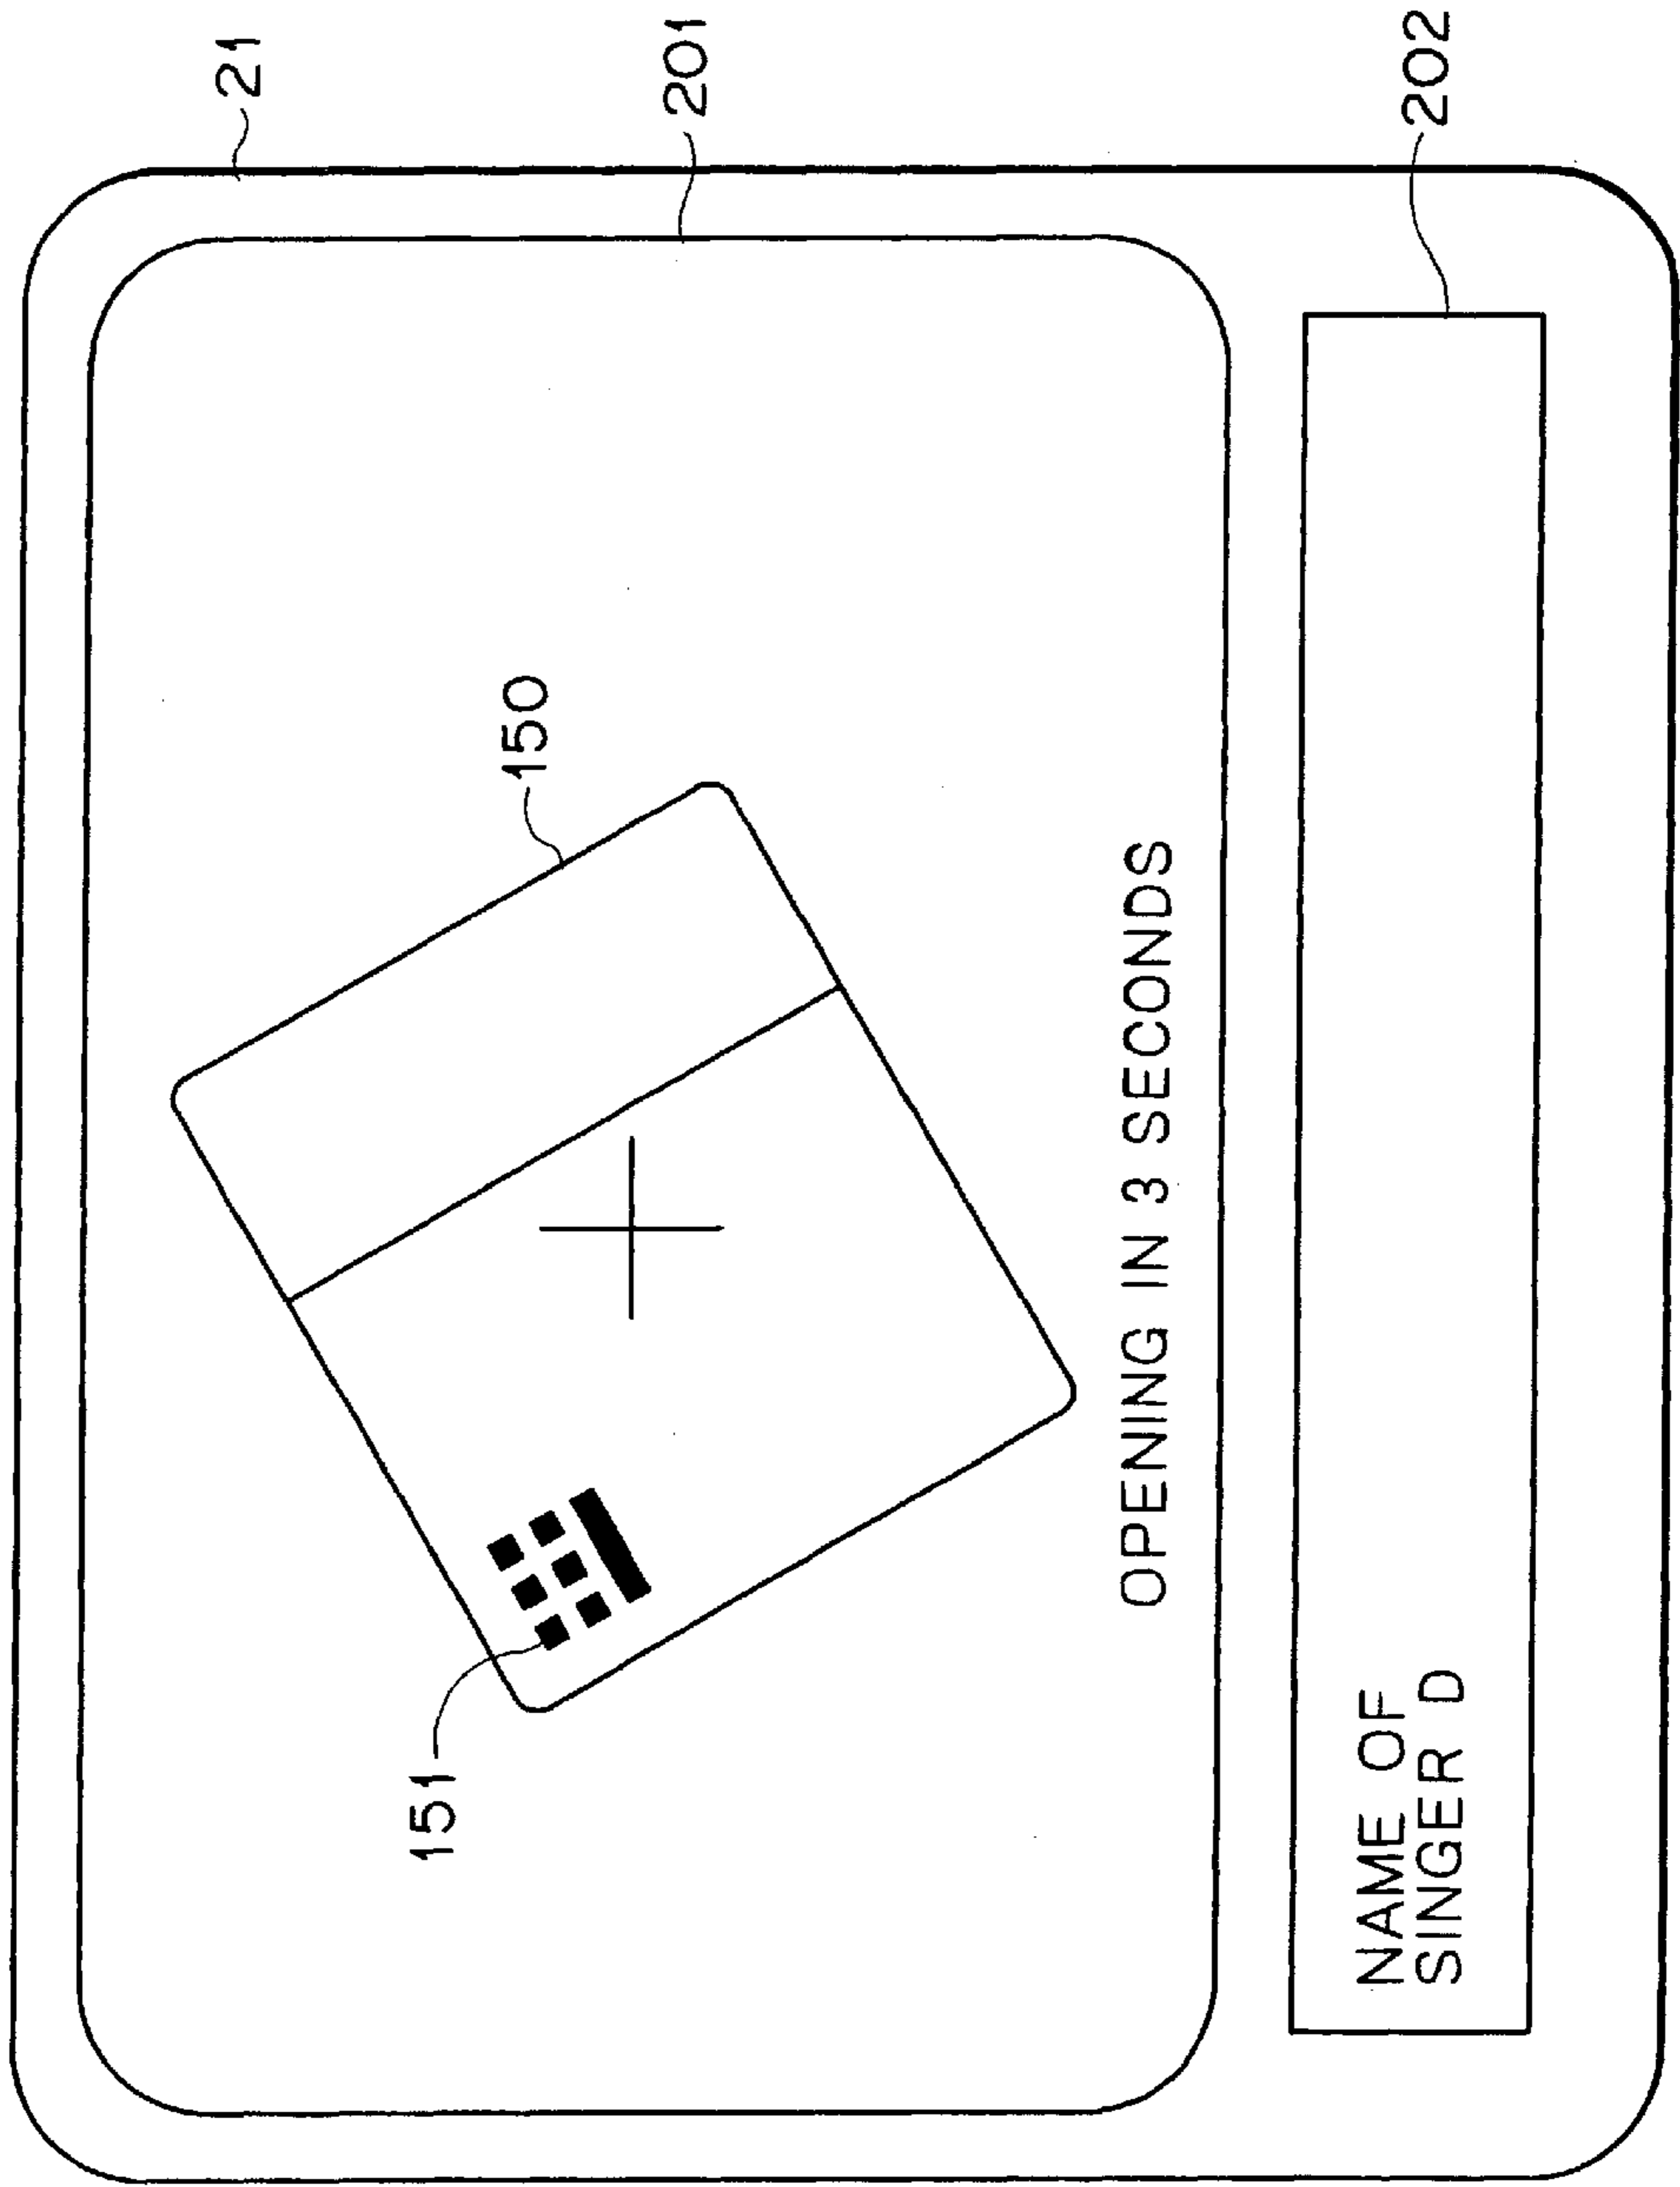 21
201
150
151
OPENING IN 3 SECONDS
NAME OF
SINGER D
202